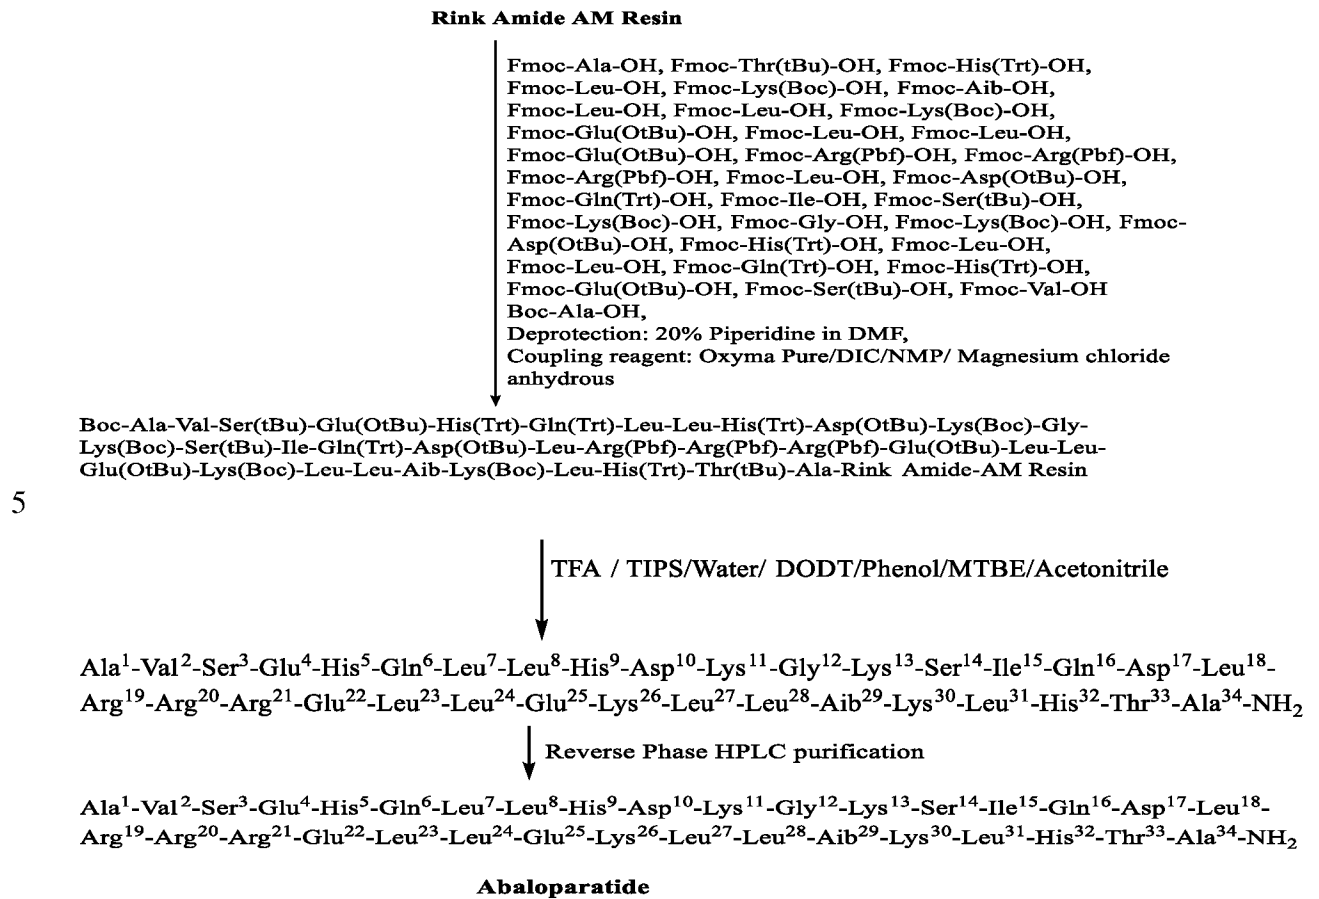 Rink Amide AM Resin
Fmoc-Ala-OH, Fmoc-Thr(tBu)-OH, Fmoc-His(Trt)-OH,
Fmoc-Leu-OH, Fmoc-Lys(Boc)-OH, Fmoc-Aib-OH,
Fmoc-Leu-OH, Fmoc-Leu-OH, Fmoc-Lys(Boc)-OH,
Fmoc-Glu(OtBu)-OH, Fmoc-Leu-OH, Fmoc-Leu-OH,
Fmoc-Glu(OtBu)-OH, Fmoc-Arg(Pbf)-OH, Fmoc-Arg(Pbf)-OH,
Fmoc-Arg(Pbf)-OH, Fmoc-Leu-OH, Fmoc-Asp(OtBu)-OH,
Fmoc-Gln(Trt)-OH, Fmoc-Ile-OH, Fmoc-Ser(tBu)-OH,
Fmoc-Lys(Boc)-OH, Fmoc-Gly-OH, Fmoc-Lys(Boc)-OH, Fmoc-
Asp(OtBu)-OH, Fmoc-His(Trt)-OH, Fmoc-Leu-OH,
Fmoc-Leu-OH, Fmoc-Gln(Trt)-OH, Fmoc-His(Trt)-OH,
Fmoc-Glu(OtBu)-OH, Fmoc-Ser(tBu)-OH, Fmoc-Val-OH
Boc-Ala-OH,
Deprotection: 20% Piperidine in DMF,
Coupling reagent: Oxyma Pure/DIC/NMP/ Magnesium chloride
anhydrous
Boc-Ala-Val-Ser(tBu)-Glu(OtBu)-His(Trt)-Gln(Trt)-Leu-Leu-His(Trt)-Asp(OtBu)-Lys(Boc)-Gly-
Lys(Boc)-Ser(tBu)-Ile-Gln(Trt)-Asp(OtBu)-Leu-Arg(Pbf)-Arg(Pbf)-Arg(Pbf)-Glu(OtBu)-Leu-Leu-
Glu(OtBu)-Lys(Boc)-Leu-Leu-Aib-Lys(Boc)-Leu-His(Trt)-Thr(tBu)-Ala-Rink Amide-AM Resin
5
TFA / TIPS/Water/ DODT/Phenol/MTBE/Acetonitrile
Ala¹-Val²-Ser³-Glu⁴-His⁵-Gln⁶-Leu⁷-Leu⁸-His⁹-Asp¹⁰-Lys¹¹-Gly¹²-Lys¹³-Ser¹⁴-Ile¹⁵-Gln¹⁶-Asp¹⁷-Leu¹⁸-
Arg¹⁹-Arg²⁰-Arg²¹-Glu²²-Leu²³-Leu²⁴-Glu²⁵-Lys²⁶-Leu²⁷-Leu²⁸-Aib²⁹-Lys³⁰-Leu³¹-His³²-Thr³³-Ala³⁴-NH₂
Reverse Phase HPLC purification
Ala¹-Val²-Ser³-Glu⁴-His⁵-Gln⁶-Leu⁷-Leu⁸-His⁹-Asp¹⁰-Lys¹¹-Gly¹²-Lys¹³-Ser¹⁴-Ile¹⁵-Gln¹⁶-Asp¹⁷-Leu¹⁸-
Arg¹⁹-Arg²⁰-Arg²¹-Glu²²-Leu²³-Leu²⁴-Glu²⁵-Lys²⁶-Leu²⁷-Leu²⁸-Aib²⁹-Lys³⁰-Leu³¹-His³²-Thr³³-Ala³⁴-NH₂
Abaloparatide